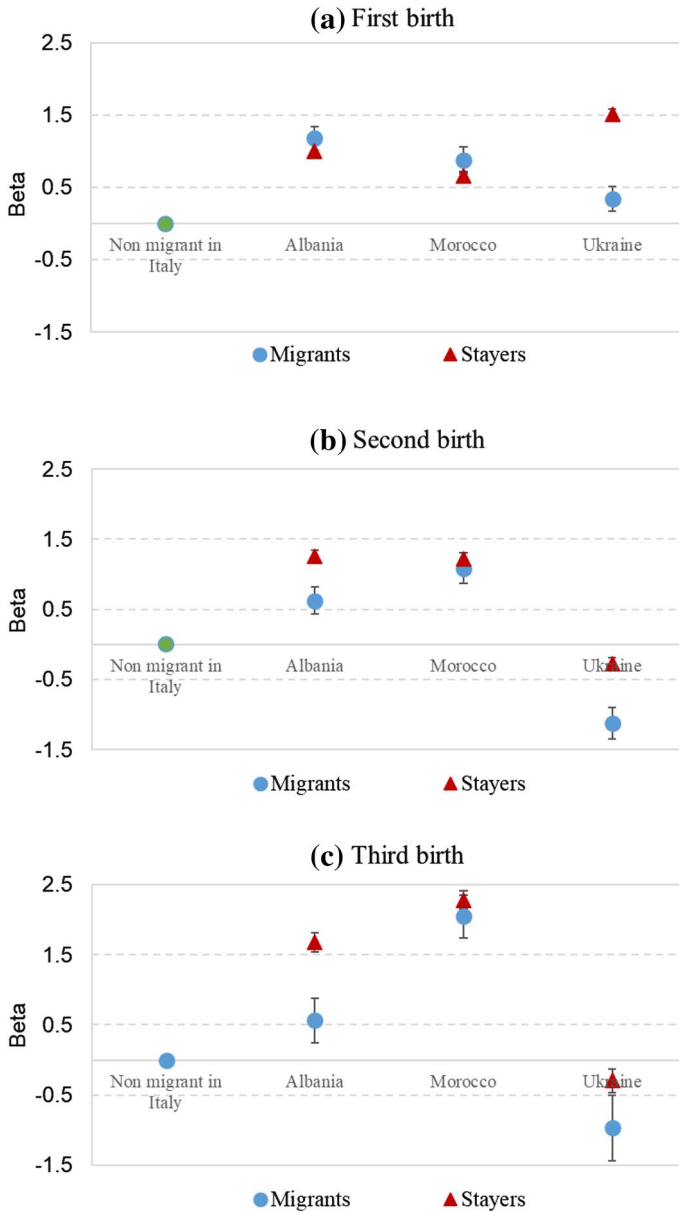 (a) First birth
2.5
1.5
0.5
-0.5
-1.5
Beta
Non migrant in
Italy
Albania
Morocco
Ukraine
Migrants
Stayers
(b) Second birth
2.5
1.5
0.5
-0.5
-1.5
Beta
Non migrant in
Italy
Albania
Morocco
Ukraine
Migrants
Stayers
(c) Third birth
2.5
1.5
0.5
-0.5
-1.5
Beta
Non migrant in
Italy
Albania
Morocco
Ukraine
Migrants
Stayers